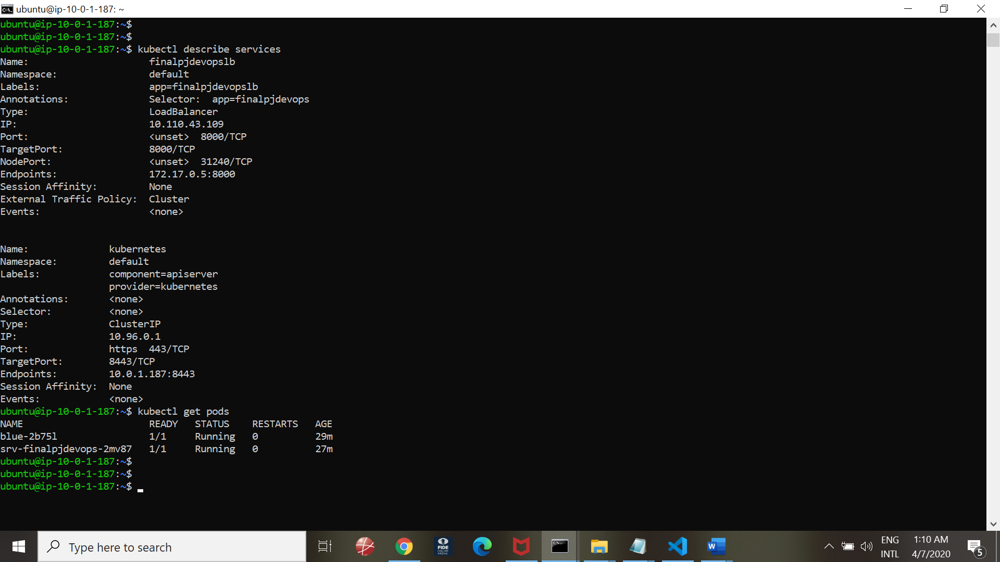 ubuntu@ip-10-0-1-187: ~
ubuntu@ip-10-0-1-187:~$
ubuntu@ip-10-0-1-187:~$
ubuntu@ip-10-0-1-187:~$ kubectl describe services
Name:                     finalpjdevopslb
Namespace:                default
Labels:                   app=finalpjdevopslb
Annotations:              Selector:  app=finalpjdevops
Type:                     LoadBalancer
IP:                       10.110.43.109
Port:                     <unset>  8000/TCP
TargetPort:               8000/TCP
NodePort:                 <unset>  31240/TCP
Endpoints:                172.17.0.5:8000
Session Affinity:         None
External Traffic Policy:  Cluster
Events:                   <none>
Name:              kubernetes
Namespace:         default
Labels:            component=apiserver
                   provider=kubernetes
Annotations:       <none>
Selector:          <none>
Type:              ClusterIP
IP:                10.96.0.1
Port:              https  443/TCP
TargetPort:        8443/TCP
Endpoints:         10.0.1.187:8443
Session Affinity:  None
Events:            <none>
ubuntu@ip-10-0-1-187:~$ kubectl get pods
NAME                      READY   STATUS    RESTARTS   AGE
blue-2b75l                1/1     Running   0          29m
srv-finalpjdevops-2mv87   1/1     Running   0          27m
ubuntu@ip-10-0-1-187:~$
ubuntu@ip-10-0-1-187:~$
ubuntu@ip-10-0-1-187:~$
Type here to search
FIDE
ONLINE
ARENA
ENG
INTL
1:10 AM
4/7/2020
5